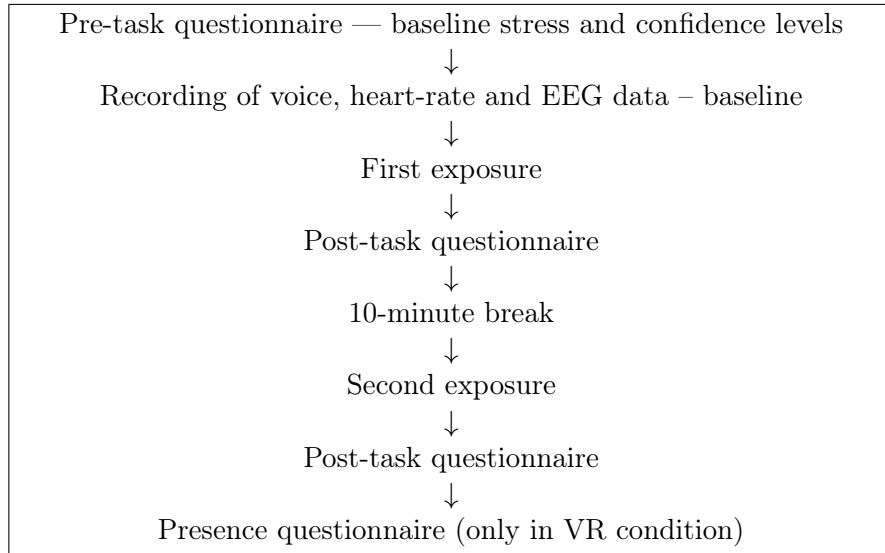 Pre-task questionnaire — baseline stress and confidence levels
↓
Recording of voice, heart-rate and EEG data – baseline
↓
First exposure
↓
Post-task questionnaire
↓
10-minute break
↓
Second exposure
↓
Post-task questionnaire
↓
Presence questionnaire (only in VR condition)